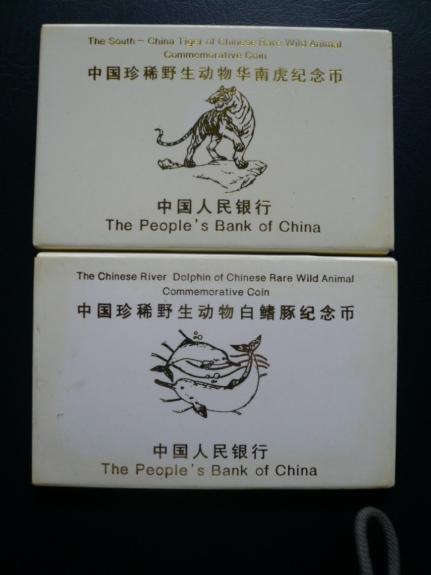 The South - China Tiger of Chinese Rare Wild Animal
Commemorative Coin
中国珍稀野生动物华南虎纪念币
中国人民银行
The People's Bank of China
The Chinese River Dolphin of Chinese Rare Wild Animal
Commemorative Coin
中国珍稀野生动物白鳍豚纪念币
中国人民银行
The People's Bank of China